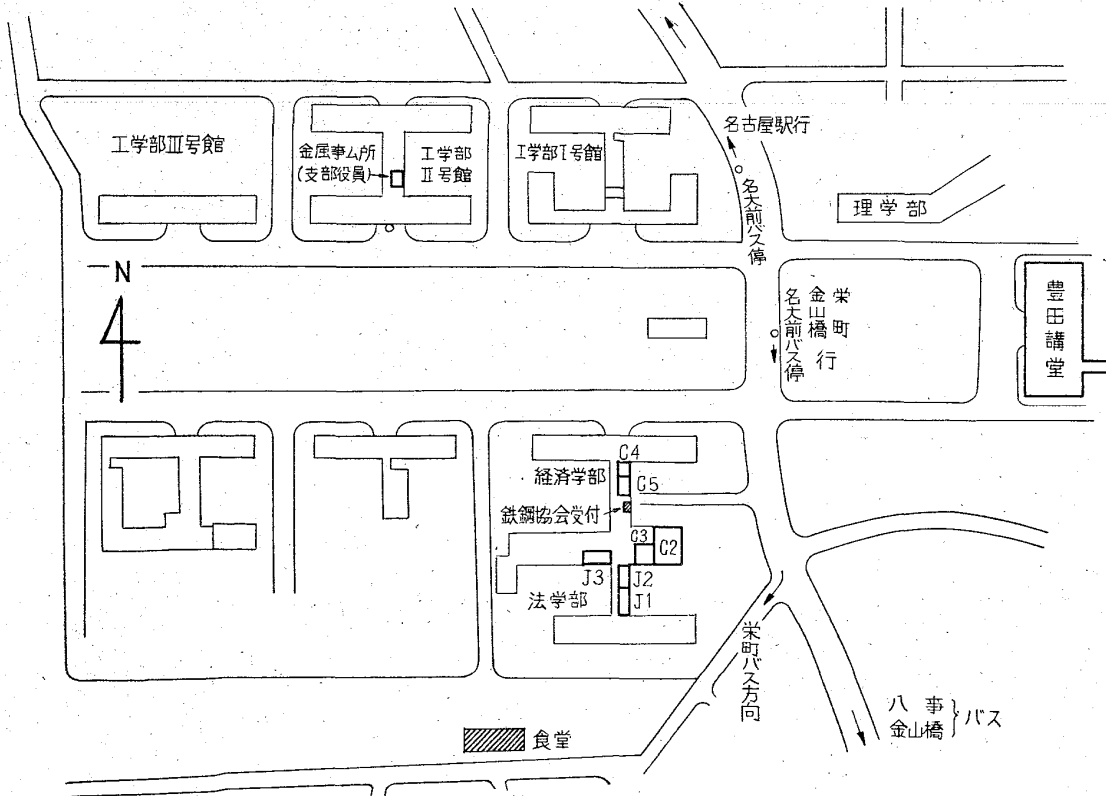 名古屋駅行
工学部Ⅲ号館
金属事ム所
(支部役員)
工学部
Ⅱ号館
工学部Ⅰ号館
名大前バス停
理学部
N
栄町
金山橋
行
名大前バス停
豊田講堂
C4
経済学部
C5
鉄鋼協会受付
C3
C2
J3
J2
法学部
J1
栄町バス方向
八事
金山橋
}バス
食堂